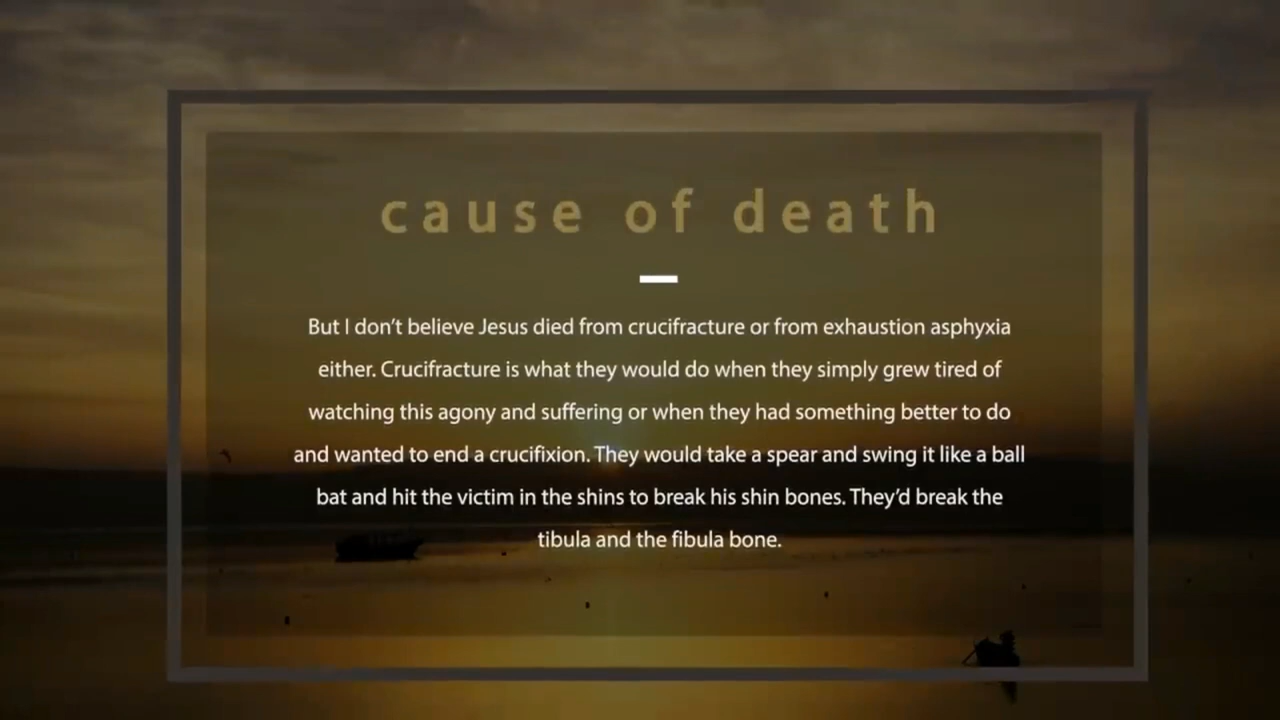 cause of death
But I don't believe Jesus died from crucifracture or from exhaustion asphyxia
either. Crucifracture is what they would do when they simply grew tired of
watching this agony and suffering or when they had something better to do
and wanted to end a crucifixion. They would take a spear and swing it like a ball
bat and hit the victim in the shins to break his shin bones. They'd break the
tibula and the fibula bone.